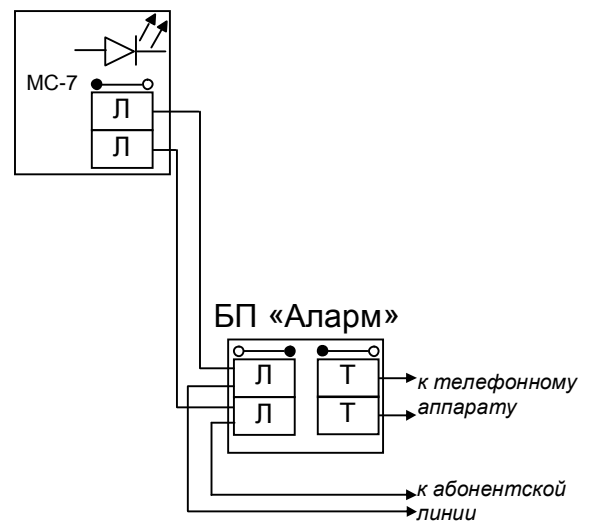 МС-7
Л
Л
БП «Аларм»
Л Т
Л Т
к телефонному
аппарату
к абонентской
линии